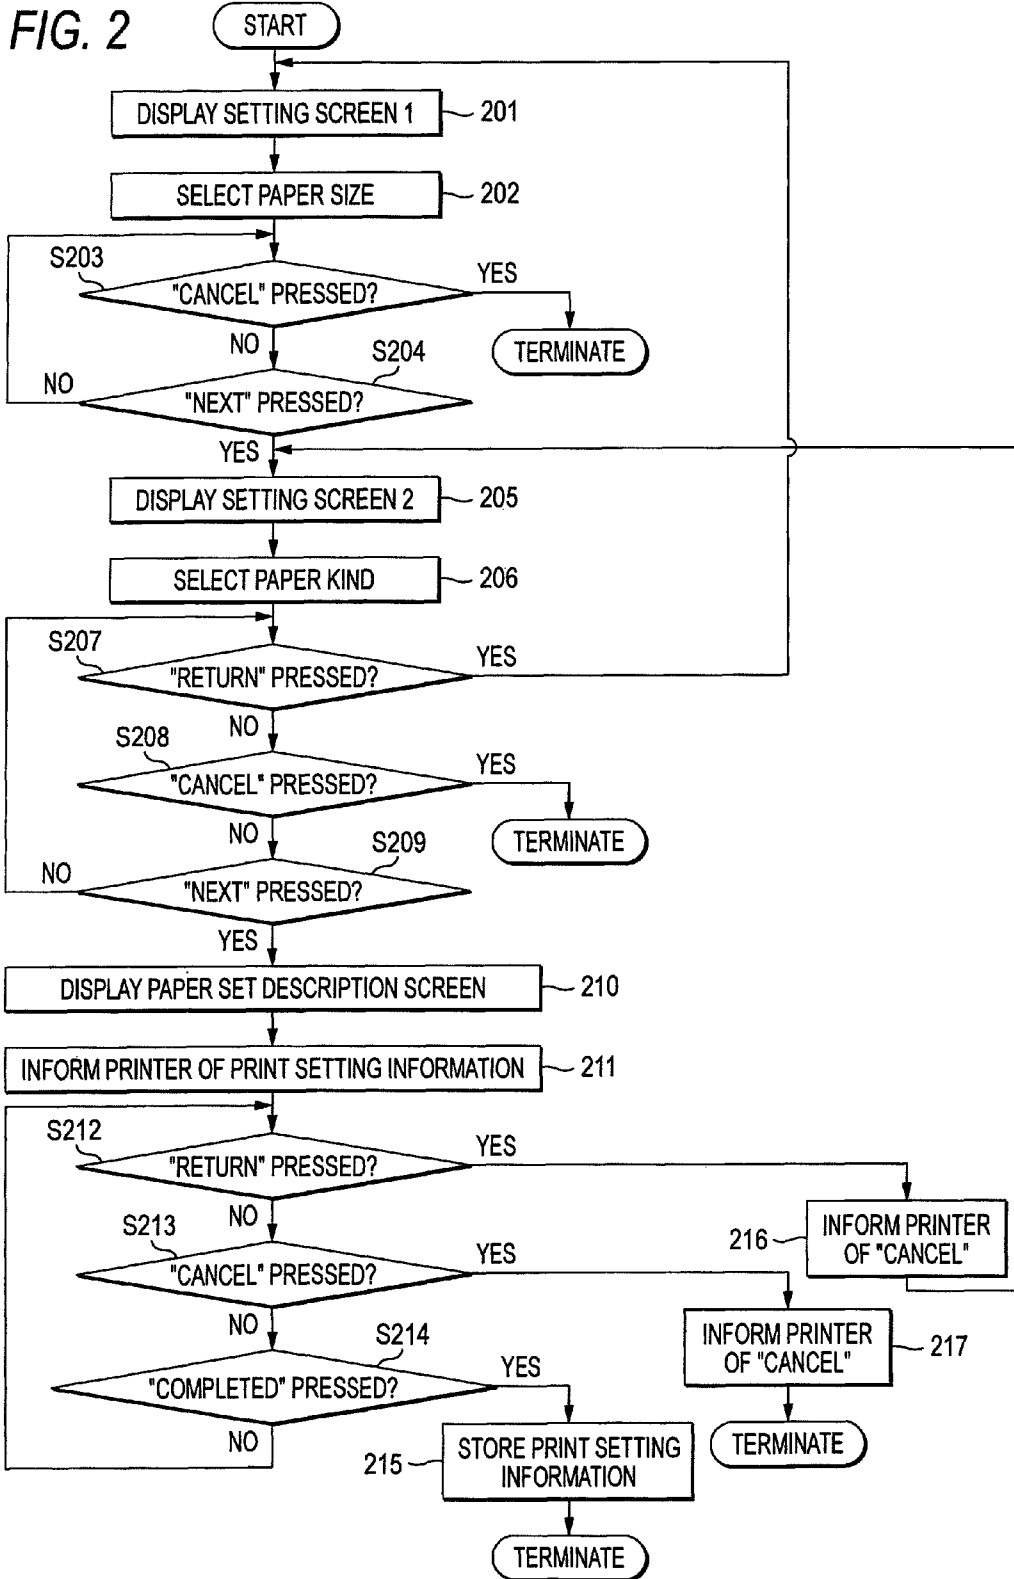 FIG. 2
START
DISPLAY SETTING SCREEN 1
201
SELECT PAPER SIZE
202
S203
"CANCEL" PRESSED?
YES
TERMINATE
NO
S204
NO
"NEXT" PRESSED?
YES
DISPLAY SETTING SCREEN 2
205
SELECT PAPER KIND
206
S207
"RETURN" PRESSED?
YES
NO
S208
"CANCEL" PRESSED?
YES
TERMINATE
NO
S209
NO
"NEXT" PRESSED?
YES
DISPLAY PAPER SET DESCRIPTION SCREEN
210
INFORM PRINTER OF PRINT SETTING INFORMATION
211
S212
"RETURN" PRESSED?
YES
NO
216
INFORM PRINTER
OF "CANCEL"
S213
"CANCEL" PRESSED?
YES
NO
INFORM PRINTER
OF "CANCEL"
217
TERMINATE
S214
"COMPLETED" PRESSED?
YES
NO
215
STORE PRINT SETTING
INFORMATION
TERMINATE